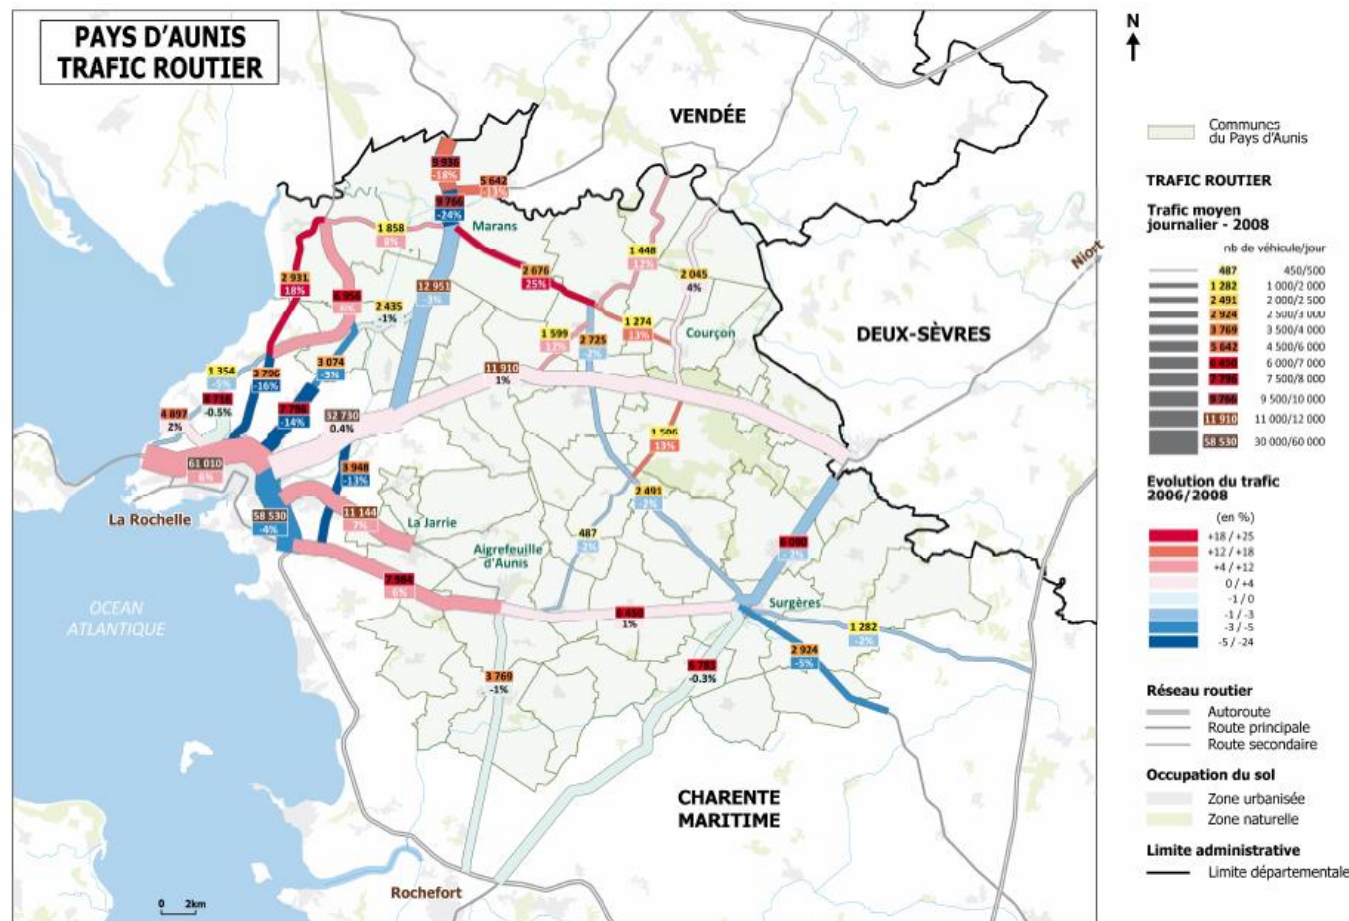 PAYS D'AUNIS
TRAFIC ROUTIER
N
VENDÉE
Communes
du Pays d'Aunis
TRAFIC ROUTIER
Trafic moyen
journalier - 2008
nb de véhicule/jour
487 450/500
1 282 1 000/2 000
2 491 2 000/2 500
2 924 2 500/3 000
3 769 3 500/4 000
5 642 4 500/6 000
6 450 6 000/7 000
7 796 7 500/8 000
9 766 9 500/10 000
11 910 11 000/12 000
58 530 30 000/60 000
Evolution du trafic
2006/2008
(en %)
+18 / +25
+12 / +18
+4 / +12
0 / +4
-1 / 0
-1 / -3
-3 / -5
-5 / -24
Réseau routier
Autoroute
Route principale
Route secondaire
Occupation du sol
Zone urbanisée
Zone naturelle
Limite administrative
Limite départementale
9 936
-18%
5 642
-13%
9 766
-24%
Marans
1 858
8%
1 448
12%
2 676
25%
2 045
4%
Niort
2 931
18%
6 956
6%
12 951
-3%
2 435
-1%
1 599
12%
2 725
-2%
1 274
13%
Courçon
DEUX-SÈVRES
1 354
-5%
-16%
3 074
-3%
11 910
1%
-0.5%
4 897
2%
7 796
-14%
32 730
0.4%
13%
61 010
6%
3 948
-13%
2 491
-2%
La Rochelle
58 530
-4%
11 144
7%
La Jarrie
487
Aigrefeuille
d'Aunis
7 564
6%
Surgères
OCEAN
ATLANTIQUE
6 450
1%
1 282
-2%
2 924
-5%
3 769
-1%
6 783
-0.3%
CHARENTE
MARITIME
Rochefort
0 2km